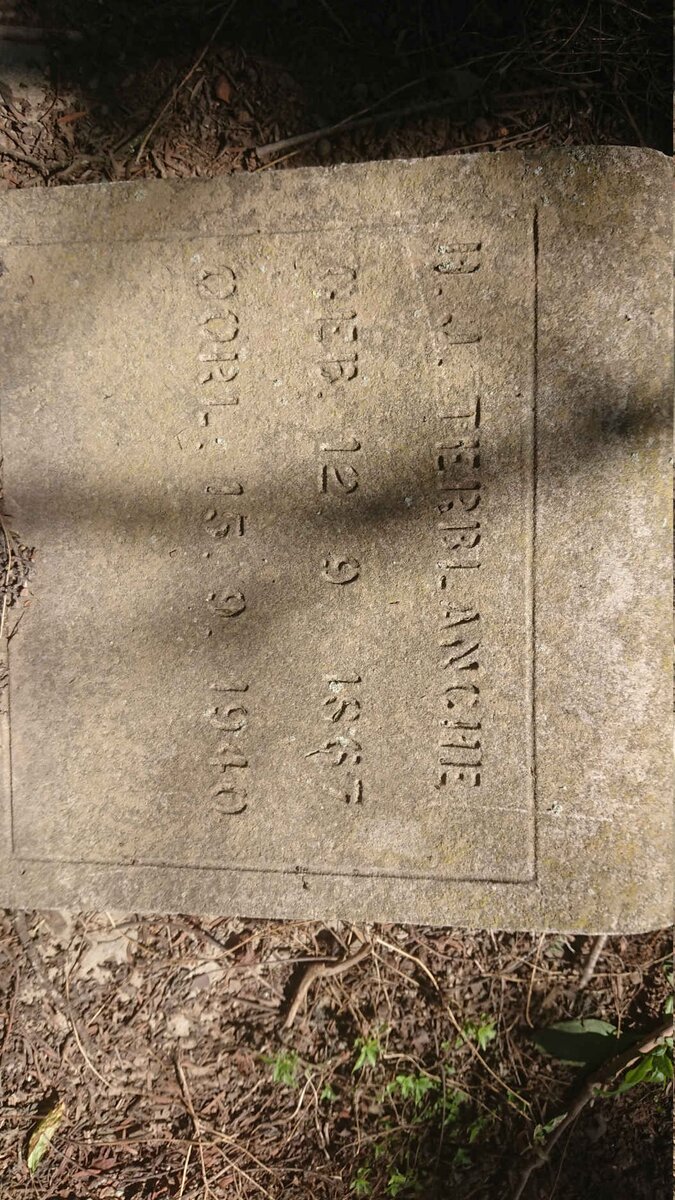 H. J. TERBLANCHE
GEB. 12. 9. 1867
OORL. 15. 9. 1940